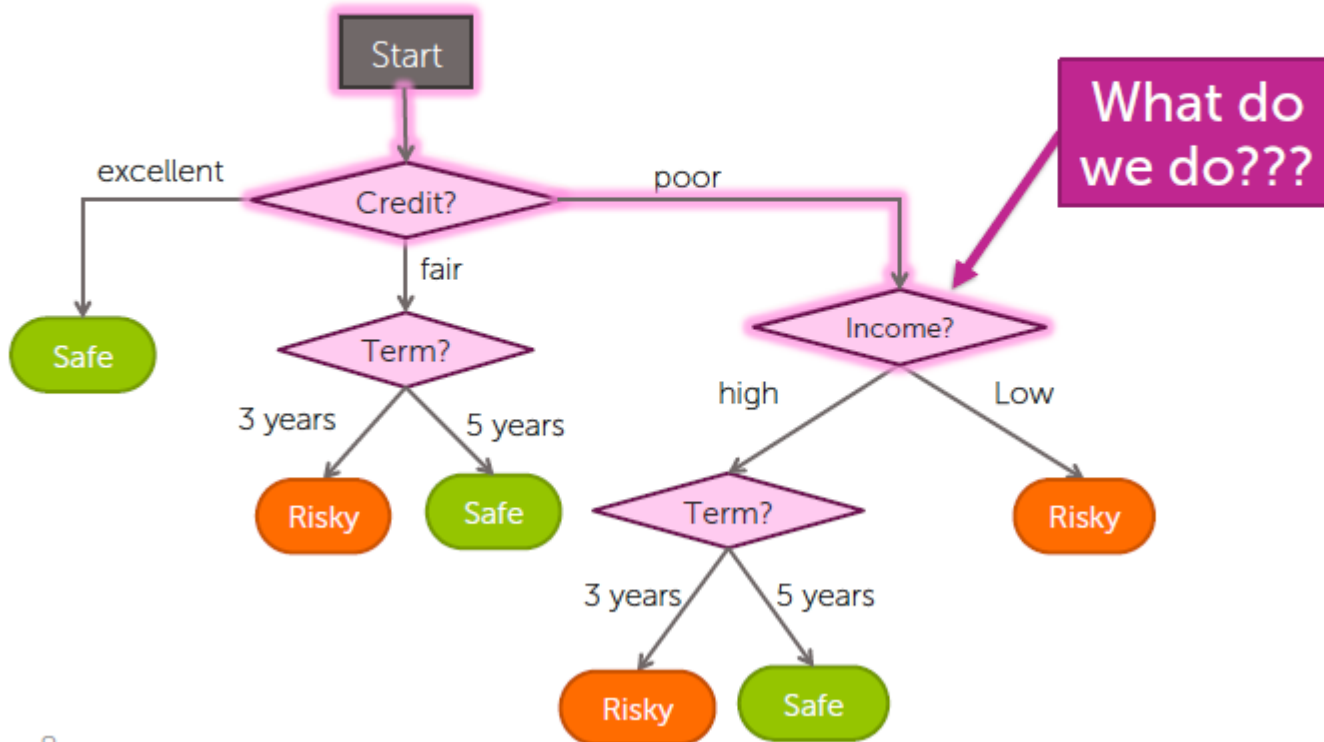 Start
What do
we do???
excellent
poor
Credit?
fair
Income?
Safe
Term?
high
Low
3 years
5 years
Risky
Safe
Term?
Risky
3 years
5 years
Risky
Safe